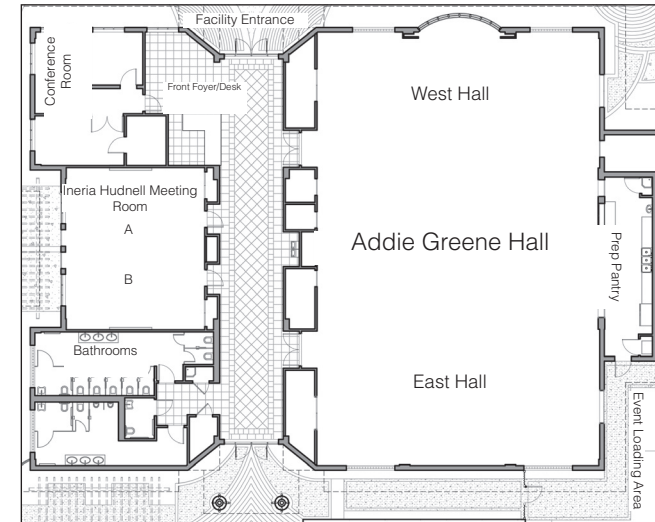 Facility Entrance
Conference
Room
Front Foyer/Desk
West Hall
Ineria Hudnell Meeting
Room
A
B
Addie Greene Hall
Prep Pantry
Bathrooms
East Hall
Event Loading Area